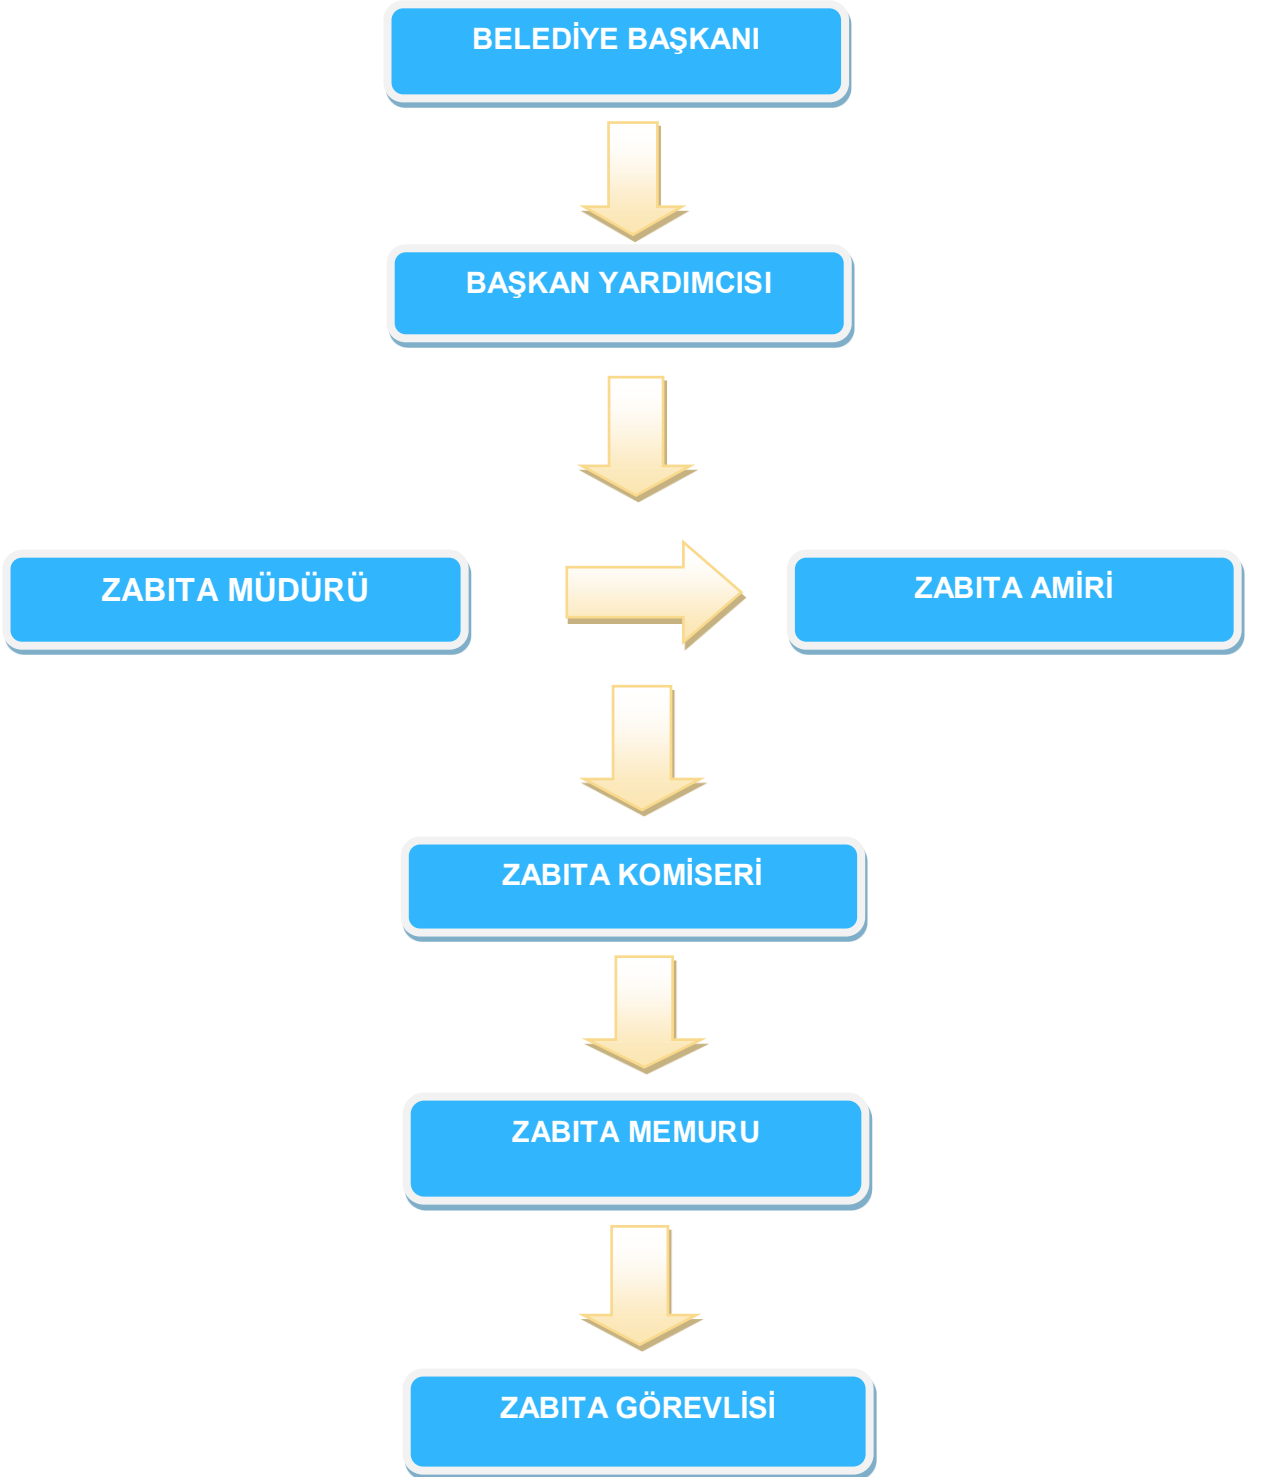 BELEDİYE BAŞKANI
BAŞKAN YARDIMCISI
ZABITA MÜDÜRÜ
ZABITA AMİRİ
ZABITA KOMİSERİ
ZABITA MEMURU
ZABITA GÖREVLİSİ